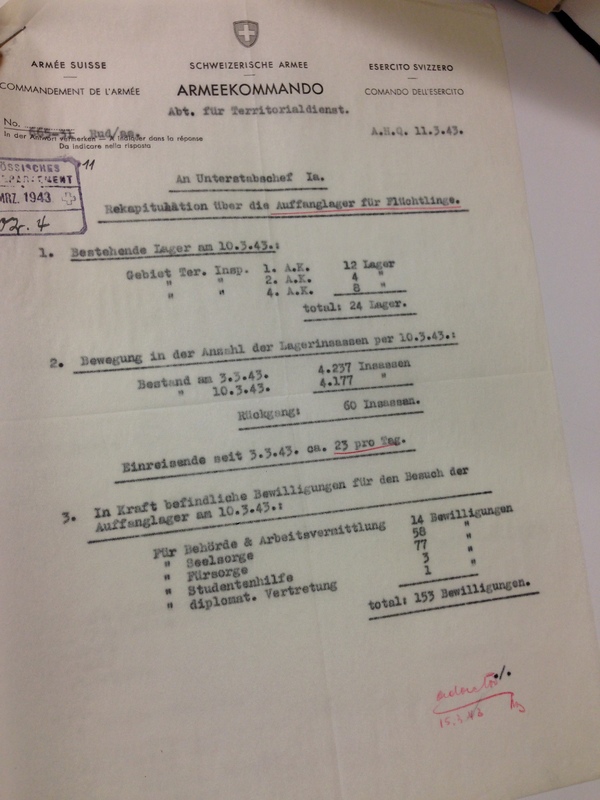 ARMÉE SUISSE
SCHWEIZERISCHE ARMEE
ESERCITO SVIZZERO
COMMANDEMENT DE L'ARMÉE
ARMEEKOMMANDO
COMANDO DELL'ESERCITO
Abt. für Territorialdienst.
No. 665-31 Rud/
In der Antwort vermerken — A indiquer dans la réponse
Da indicare nella risposta
A.H.Q. 11.3.43.
11
MRZ. 1943
An Unterstabschef Ia.
Rekapitulation über die Auffanglager für Flüchtlinge.
1. Bestehende Lager am 10.3.43.:
Gebiet Ter. Insp. 1. A.K. 12 Lager
" " 2. A.K. 4 "
" " 4. A.K. 8 "
total: 24 Lager.
2. Bewegung in der Anzahl der Lagerinsassen per 10.3.43.:
Bestand am 3.3.43. 4.237 Insassen
" 10.3.43. 4.177 "
Rückgang: 60 Insassen.
Einreisende seit 3.3.43. ca. 23 pro Tag.
3. In Kraft befindliche Bewilligungen für den Besuch der
Auffanglager am 10.3.43.:
Für Behörde & Arbeitsvermittlung 14 Bewilligungen
" Seelsorge 58 "
" Fürsorge 77 "
" Studentenhilfe 3 "
" diplomat. Vertretung 1 "
total: 153 Bewilligungen.
./.
15.3.43